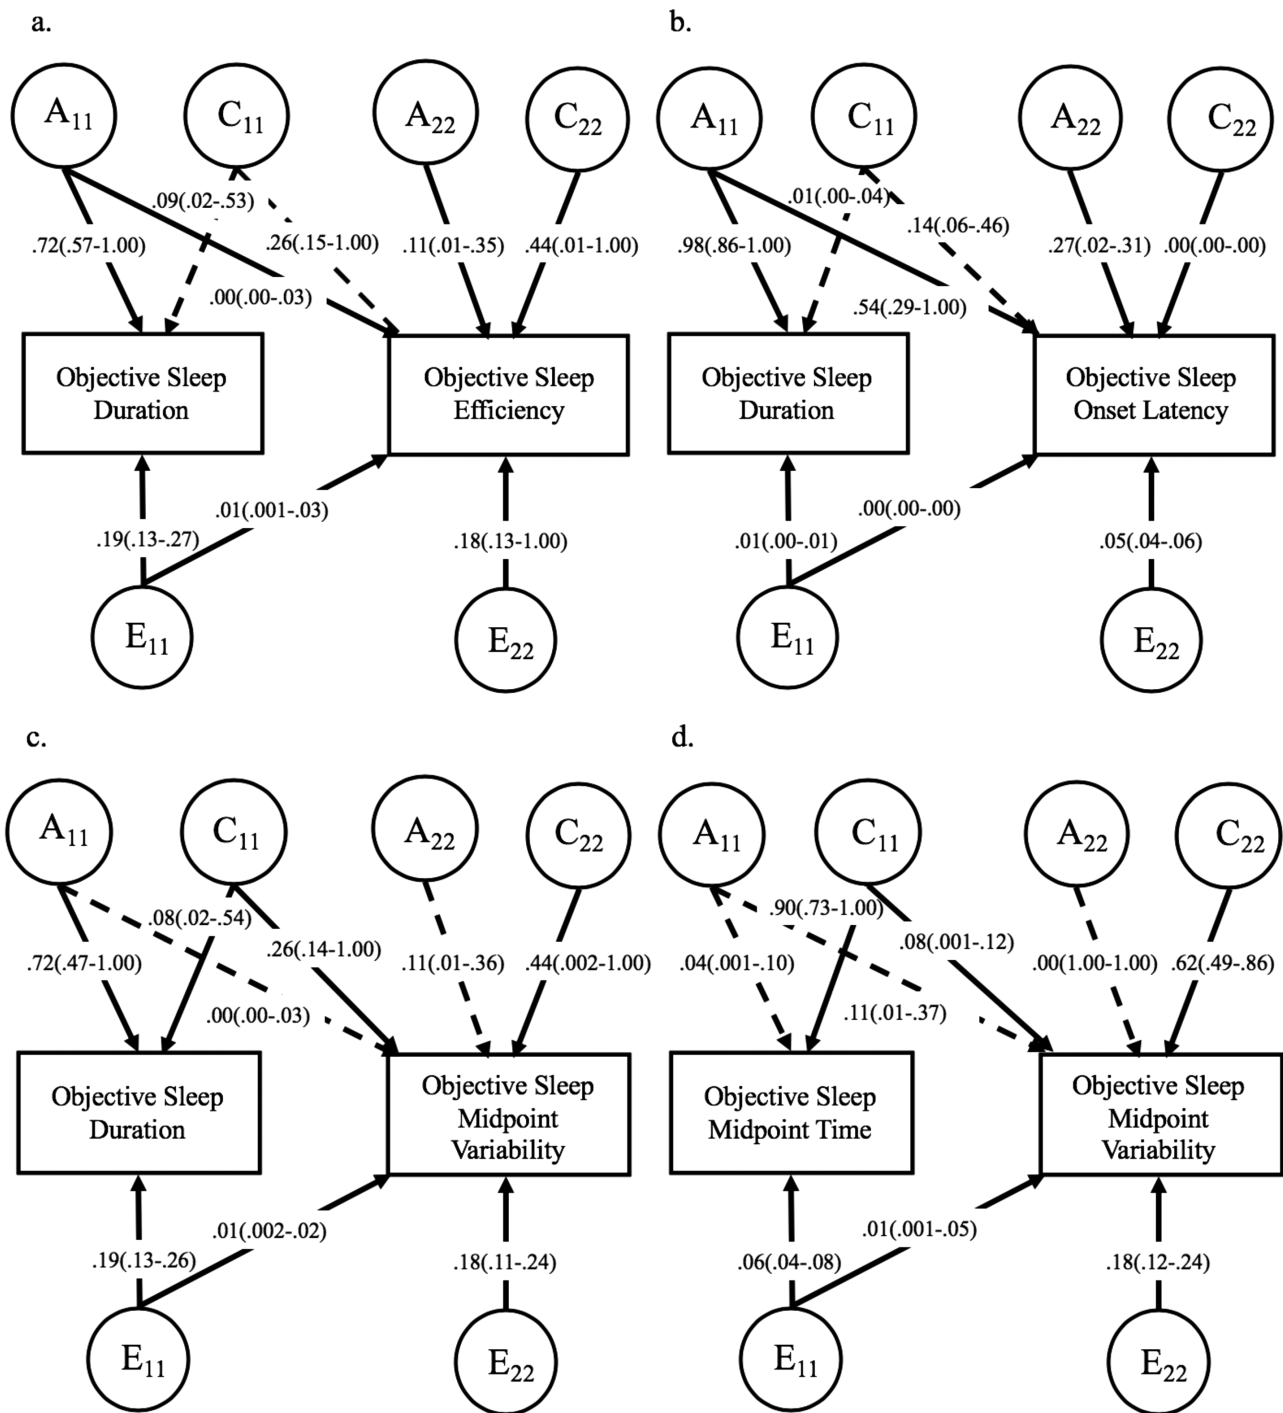 a.
A11
C11
A22
C22
.09(.02-.53)
.72(.57-1.00)
.26(.15-1.00)
.11(.01-.35)
.44(.01-1.00)
.00(.00-.03)
Objective Sleep
Duration
Objective Sleep
Efficiency
.01(.001-.03)
.19(.13-.27)
.18(.13-1.00)
E11
E22
b.
A11
C11
A22
C22
.01(.00-.04)
.14(.06-.46)
.98(.86-1.00)
.27(.02-.31)
.00(.00-.00)
.54(.29-1.00)
Objective Sleep
Duration
Objective Sleep
Onset Latency
.00(.00-.00)
.01(.00-.01)
.05(.04-.06)
E11
E22
c.
A11
C11
A22
C22
.08(.02-.54)
.26(.14-1.00)
.72(.47-1.00)
.11(.01-.36)
.44(.002-1.00)
.00(.00-.03)
Objective Sleep
Duration
Objective Sleep
Midpoint
Variability
.01(.002-.02)
.19(.13-.26)
.18(.11-.24)
E11
E22
d.
A11
C11
A22
C22
.90(.73-1.00)
.08(.001-.12)
.04(.001-.10)
.00(1.00-1.00)
.62(.49-.86)
.11(.01-.37)
Objective Sleep
Midpoint Time
Objective Sleep
Midpoint
Variability
.01(.001-.05)
.06(.04-.08)
.18(.12-.24)
E11
E22